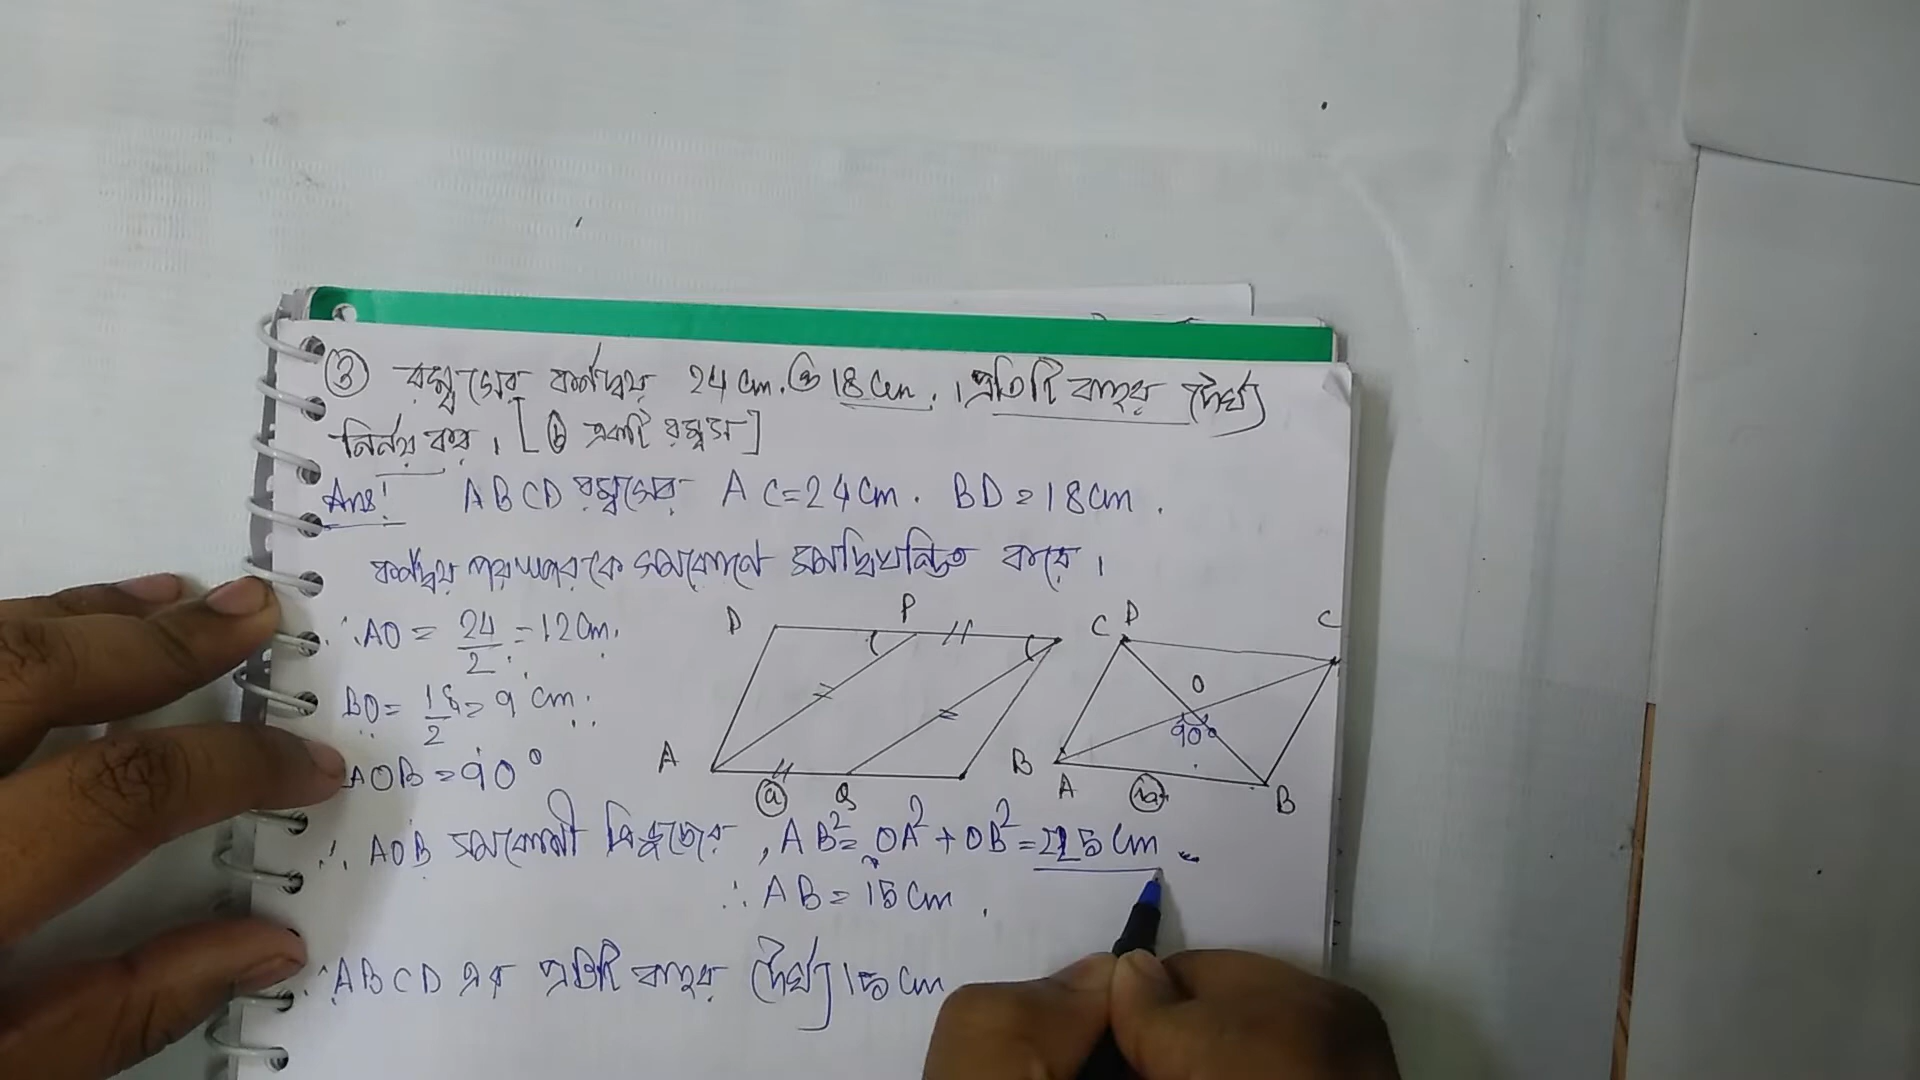 ③ রম্বসের কর্ণদ্বয় 24 cm. ও 18 cm. । প্রতিটি বাহুর দৈর্ঘ্য
নির্ণয় কর । [ একটি রম্বস]
Ans! ABCD রম্বসের AC=24cm. BD=18cm.
কর্ণদ্বয় পরস্পরকে সমকোণে সমদ্বিখণ্ডিত করে ।
∴AO = 24/2 = 12cm.
BO = 18/2 = 9 cm.
AOB = 90°
D P C
A B
a Q
D C
O
90°
A B
∴ AOB সমকোণী ত্রিভুজের, AB² = OA² + OB² = 225 cm
∴ AB = 15 cm.
∴ ABCD এর প্রতিটি বাহুর দৈর্ঘ্য 15 cm